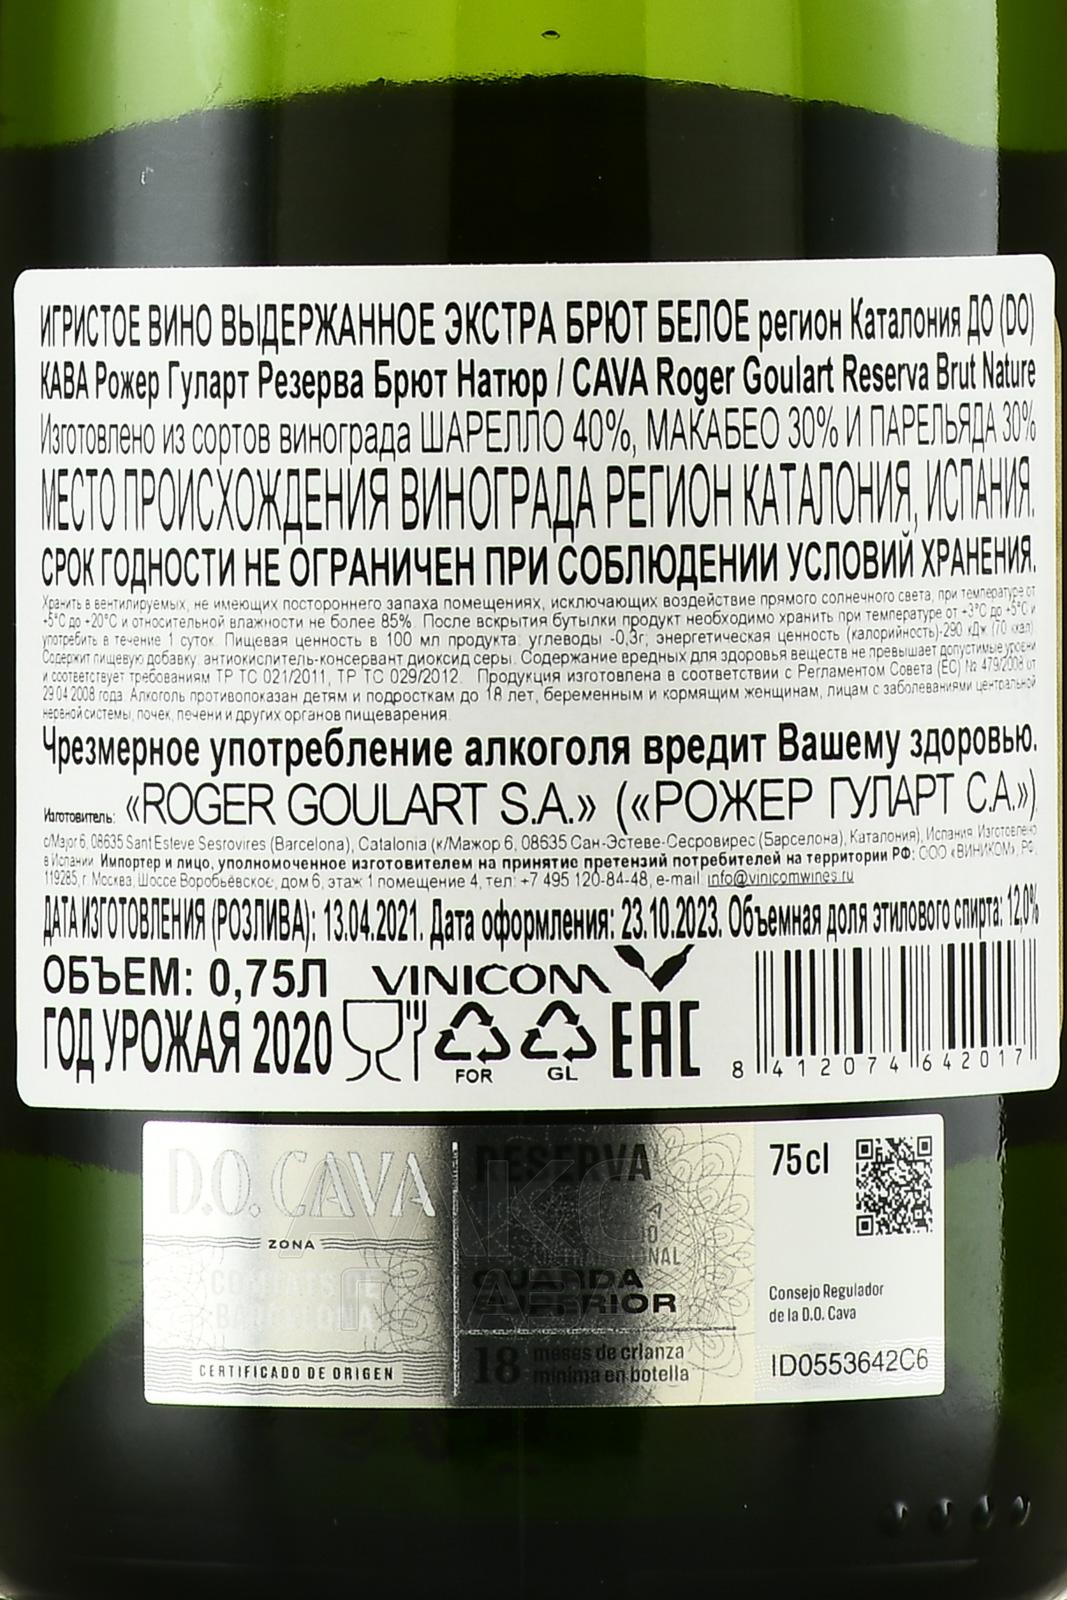 ИГРИСТОЕ ВИНО ВЫДЕРЖАННОЕ ЭКСТРА БРЮТ БЕЛОЕ регион Каталония ДО (DO)
КАВА Рожер Гуларт Резерва Брют Натюр / CAVA Roger Goulart Reserva Brut Nature
Изготовлено из сортов винограда ШАРЕЛЛО 40%, МАКАБЕО 30% И ПАРЕЛЬЯДА 30%
МЕСТО ПРОИСХОЖДЕНИЯ ВИНОГРАДА РЕГИОН КАТАЛОНИЯ, ИСПАНИЯ.
СРОК ГОДНОСТИ НЕ ОГРАНИЧЕН ПРИ СОБЛЮДЕНИИ УСЛОВИЙ ХРАНЕНИЯ.
Хранить в вентилируемых, не имеющих постороннего запаха помещениях, исключающих воздействие прямого солнечного света, при температуре от
+5°С до +20°С и относительной влажности не более 85%. После вскрытия бутылки продукт необходимо хранить при температуре от +3°С до +5°С и
употребить в течение 1 суток. Пищевая ценность в 100 мл продукта: углеводы -0,3г; энергетическая ценность (калорийность)-290 кДж (70 ккал)
Содержит пищевую добавку: антиокислитель-консервант диоксид серы. Содержание вредных для здоровья веществ не превышает допустимые уровни
и соответствует требованиям ТР ТС 021/2011, ТР ТС 029/2012. Продукция изготовлена в соответствии с Регламентом Совета (ЕС) № 479/2008 от
29.04.2008 года. Алкоголь противопоказан детям и подросткам до 18 лет, беременным и кормящим женщинам, лицам с заболеваниями центральной
нервной системы, почек, печени и других органов пищеварения.
Чрезмерное употребление алкоголя вредит Вашему здоровью.
Изготовитель: «ROGER GOULART S.A.» («РОЖЕР ГУЛАРТ С.А.»)
c/Major 6, 08635 Sant Esteve Sesrovires (Barcelona), Catalonia (к/Мажор 6, 08635 Сан-Эстеве-Сесровирес (Барселона), Каталония), Испания. Изготовлено
в Испании. Импортер и лицо, уполномоченное изготовителем на принятие претензий потребителей на территории РФ: ООО «ВИНИКОМ», РФ,
119285, г. Москва, Шоссе Воробьёвское, дом 6, этаж 1 помещение 4, тел: +7 495 120-84-48, e-mail: info@vinicomwines.ru
ДАТА ИЗГОТОВЛЕНИЯ (РОЗЛИВА): 13.04.2021. Дата оформления: 23.10.2023. Объемная доля этилового спирта: 12,0%
ОБЪЕМ: 0,75Л VINICOM
ГОД УРОЖАЯ 2020 FOR GL EAC
8 412074 642017
D.O. CAVA RESERVA 75cl
ZONA
COMTATS DE
BARCELONA
GUARDA
SUPERIOR
Consejo Regulador
de la D.O. Cava
CERTIFICADO DE ORIGEN
18 meses de crianza
mínima en botella
ID0553642C6